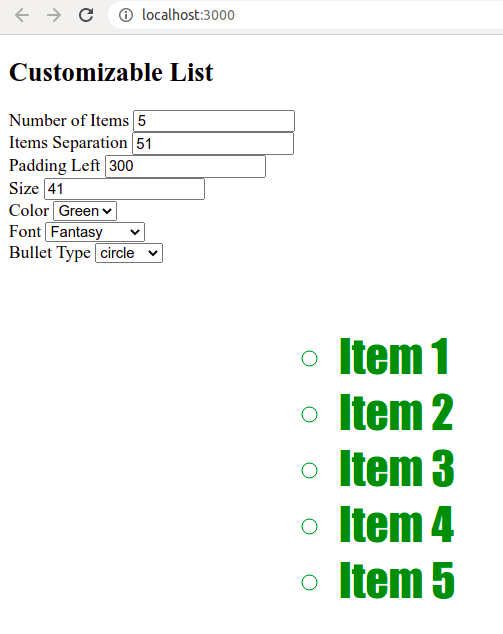 localhost:3000
Customizable List
Number of Items 5
Items Separation 51
Padding Left 300
Size 41
Color Green
Font Fantasy
Bullet Type circle
Item 1
Item 2
Item 3
Item 4
Item 5